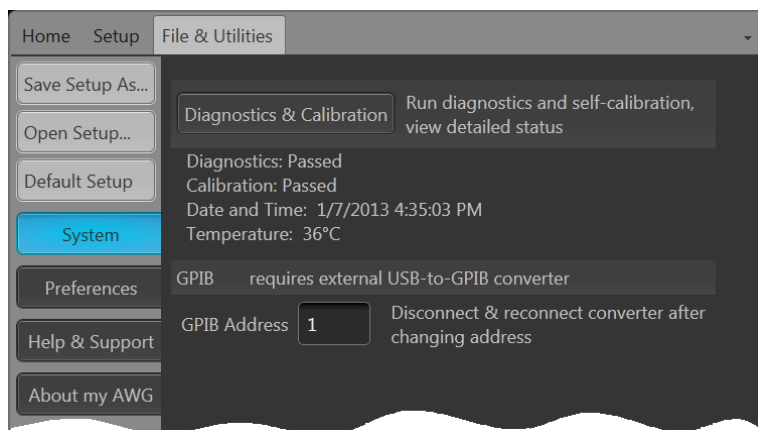 Home Setup File & Utilities
Save Setup As...
Open Setup...
Default Setup
System
Preferences
Help & Support
About my AWG
Diagnostics & Calibration
Run diagnostics and self-calibration,
view detailed status
Diagnostics: Passed
Calibration: Passed
Date and Time: 1/7/2013 4:35:03 PM
Temperature: 36°C
GPIB requires external USB-to-GPIB converter
GPIB Address 1
Disconnect & reconnect converter after
changing address